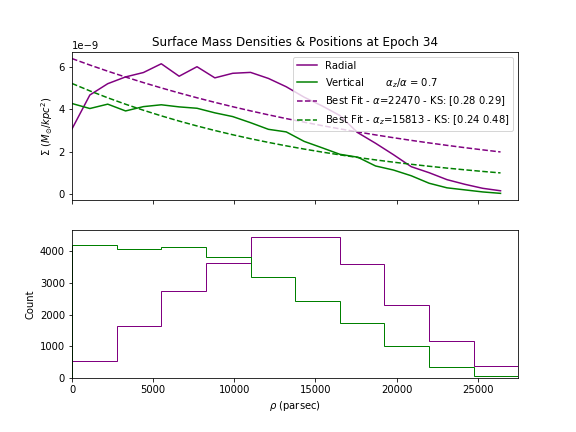 Surface Mass Densities & Positions at Epoch 34
1e−9
6
4
2
0
Σ (M⊙/kpc²)
Radial
Vertical α_z/α = 0.7
Best Fit - α=22470 - KS: [0.28 0.29]
Best Fit - α_z=15813 - KS: [0.24 0.48]
4000
3000
2000
1000
0
Count
0 5000 10000 15000 20000 25000
ρ (parsec)